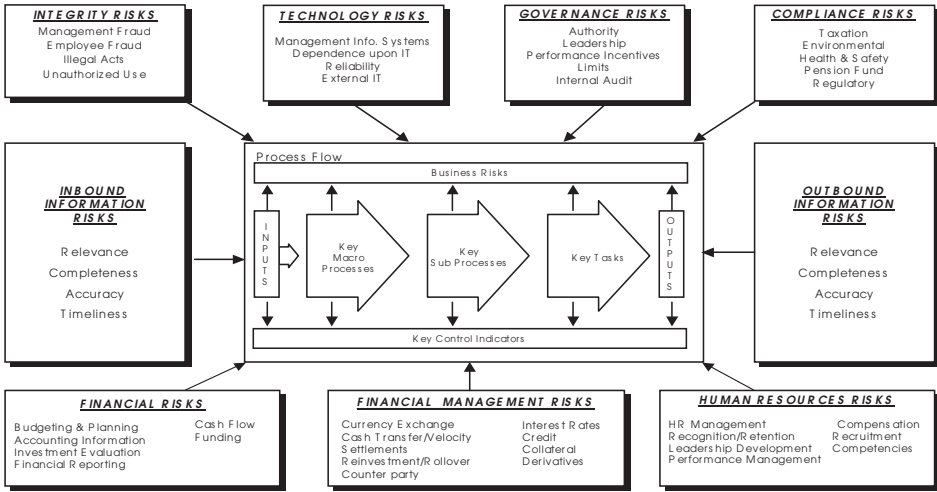 INTEGRITY RISKS
Management Fraud
Employee Fraud
Illegal Acts
Unauthorized Use
TECHNOLOGY RISKS
Management Info. Systems
Dependence upon IT
Reliability
External IT
GOVERNANCE RISKS
Authority
Leadership
Performance Incentives
Limits
Internal Audit
COMPLIANCE RISKS
Taxation
Environmental
Health & Safety
Pension Fund
Regulatory
INBOUND
INFORMATION
RISKS
Relevance
Completeness
Accuracy
Timeliness
Process Flow
Business Risks
INPUTS
Key
Macro
Processes
Key
Sub Processes
Key Tasks
OUTPUTS
Key Control Indicators
OUTBOUND
INFORMATION
RISKS
Relevance
Completeness
Accuracy
Timeliness
FINANCIAL RISKS
Budgeting & Planning
Accounting Information
Investment Evaluation
Financial Reporting
Cash Flow
Funding
FINANCIAL MANAGEMENT RISKS
Currency Exchange
Cash Transfer/Velocity
Settlements
Reinvestment/Rollover
Counter party
Interest Rates
Credit
Collateral
Derivatives
HUMAN RESOURCES RISKS
HR Management
Recognition/Retention
Leadership Development
Performance Management
Compensation
Recruitment
Competencies